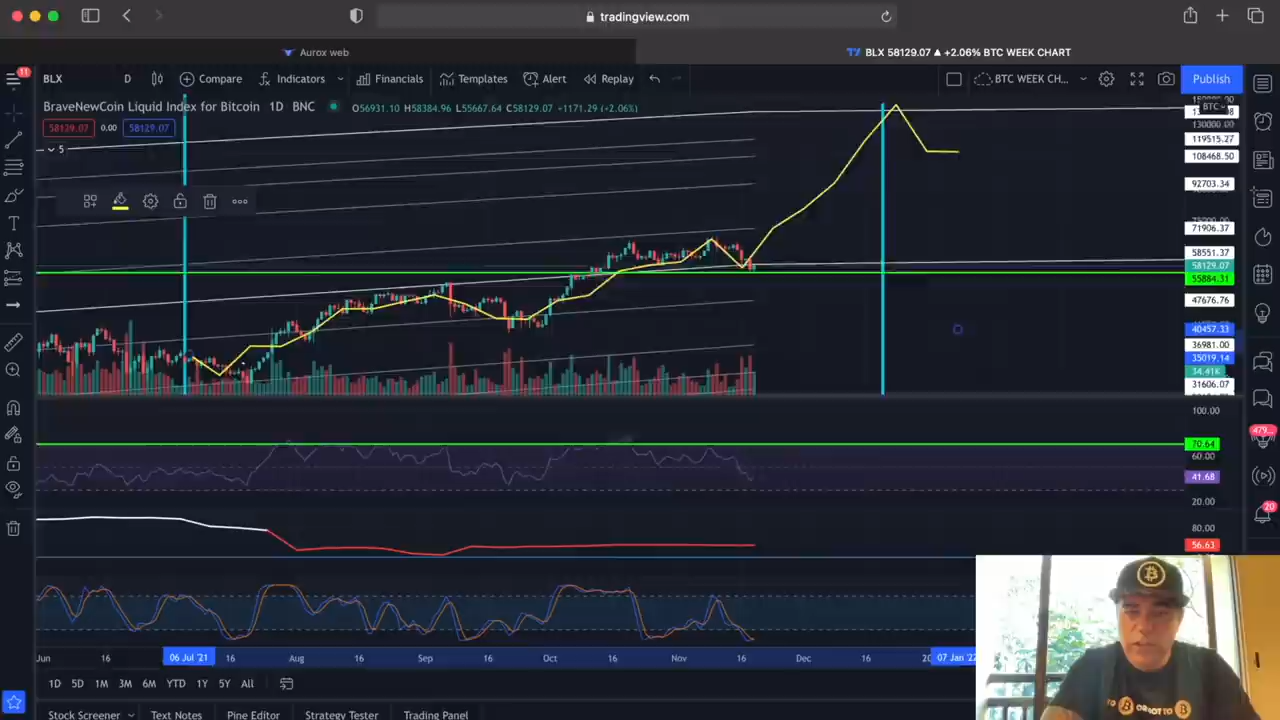 tradingview.com
Aurox web
BLX 58129.07 ▲ +2.06% BTC WEEK CHART
11
BLX D Compare Indicators Financials Templates Alert Replay BTC WEEK CH... Publish
BraveNewCoin Liquid Index for Bitcoin 1D BNC O56931.10 H58384.96 L55667.64 C58129.07 +1171.29 (+2.06%)
BTC
58129.07 0.00 58129.07
130000.00
119515.27
5
108468.50
92703.34
71906.37
58551.37
58129.07
55884.31
47676.76
40457.33
36981.00
35019.14
34.41K
31606.07
100.00
479...
70.64
60.00
41.68
20.00
20
80.00
56.63
Jun 16 06 Jul '21 16 Aug 16 Sep 16 Oct 16 Nov 16 Dec 16 07 Jan '22
1D 5D 1M 3M 6M YTD 1Y 5Y All
Stock Screener Text Notes Pine Editor Strategy Tester Trading Panel